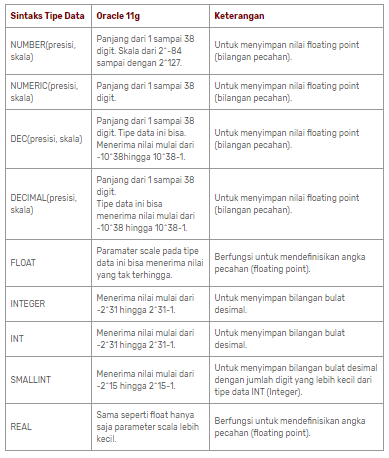 Sintaks Tipe Data Oracle 11g Keterangan
NUMBER(presisi,
skala)
Panjang dari 1 sampai 38
digit. Skala dari 2^-84
sampai dengan 2^127.
Untuk menyimpan nilai floating point
(bilangan pecahan).
NUMERIC(presisi,
skala)
Panjang dari 1 sampai 38
digit.
Untuk menyimpan nilai floating point
(bilangan pecahan).
DEC(presisi, skala)
Panjang dari 1 sampai 38
digit. Tipe data ini bisa.
Menerima nilai mulai dari
-10^38hingga 10^38-1.
Untuk menyimpan nilai floating point
(bilangan pecahan).
DECIMAL(presisi,
skala)
Panjang dari 1 sampai 38
digit.
Tipe data ini bisa
menerima nilai mulai dari
-10^38 hingga 10^38-1.
Untuk menyimpan nilai floating point
(bilangan pecahan).
FLOAT
Paramater scale pada tipe
data ini bisa menerima nilai
yang tak terhingga.
Berfungsi untuk mendefinisikan angka
pecahan (floating point).
INTEGER
Menerima nilai mulai dari
-2^31 hingga 2^31-1.
Untuk menyimpan bilangan bulat
desimal.
INT
Menerima nilai mulai dari
-2^31 hingga 2^31-1.
Untuk menyimpan bilangan bulat
desimal.
SMALLINT
Menerima nilai mulai dari
-2^15 hingga 2^15-1.
Untuk menyimpan bilangan bulat desimal
dengan jumlah digit yang lebih kecil dari
tipe data INT (Integer).
REAL
Sama seperti float hanya
saja parameter scala lebih
kecil.
Berfungsi untuk mendefinisikan angka
pecahan (floating point).